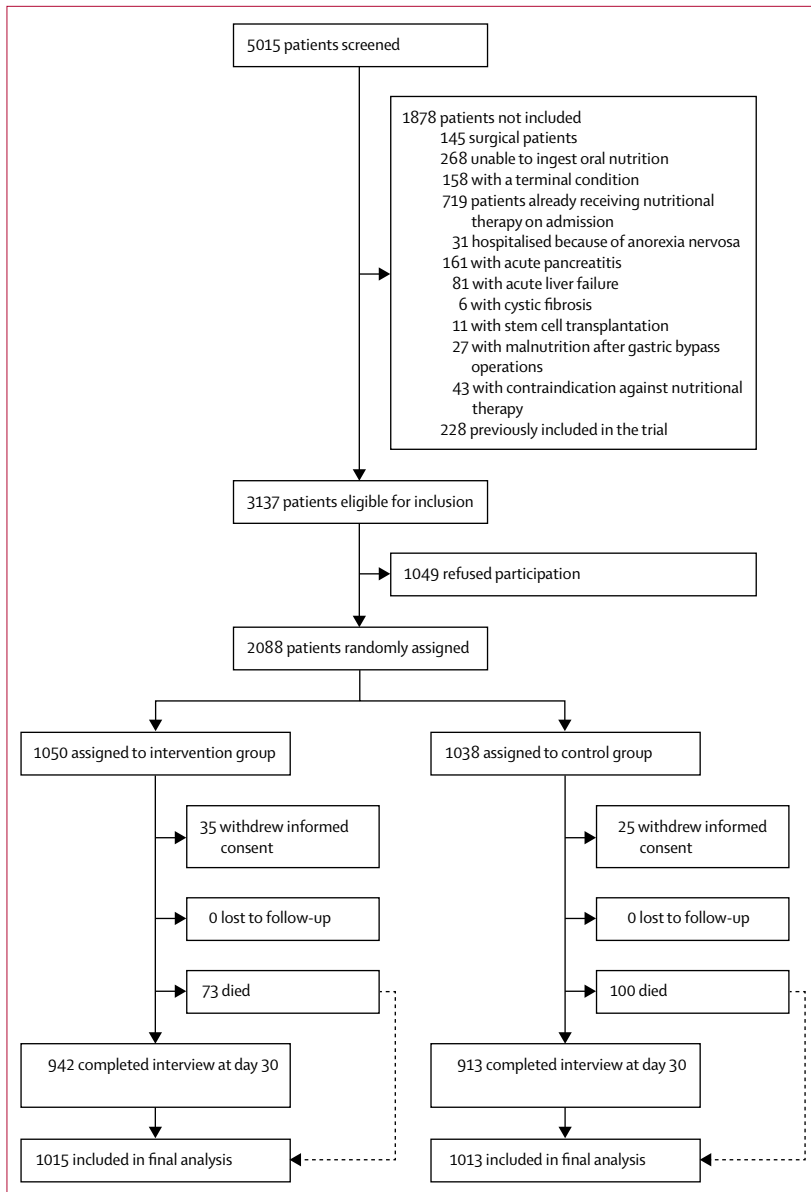 5015 patients screened
1878 patients not included
145 surgical patients
268 unable to ingest oral nutrition
158 with a terminal condition
719 patients already receiving nutritional
therapy on admission
31 hospitalised because of anorexia nervosa
161 with acute pancreatitis
81 with acute liver failure
6 with cystic fibrosis
11 with stem cell transplantation
27 with malnutrition after gastric bypass
operations
43 with contraindication against nutritional
therapy
228 previously included in the trial
3137 patients eligible for inclusion
1049 refused participation
2088 patients randomly assigned
1050 assigned to intervention group
1038 assigned to control group
35 withdrew informed
consent
25 withdrew informed
consent
0 lost to follow-up
0 lost to follow-up
73 died
100 died
942 completed interview at day 30
913 completed interview at day 30
1015 included in final analysis
1013 included in final analysis